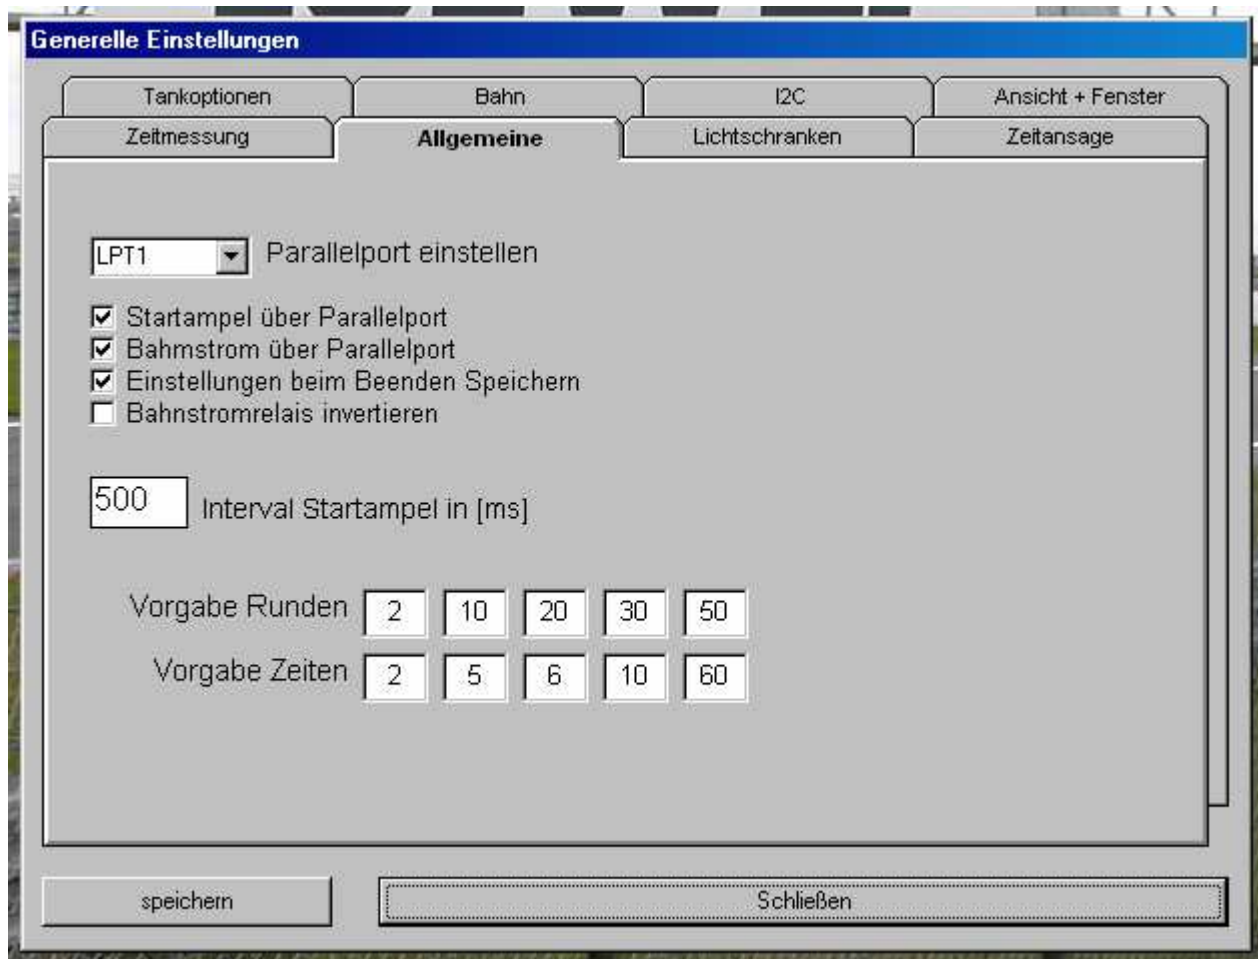 Generelle Einstellungen
Tankoptionen Bahn I2C Ansicht + Fenster
Zeitmessung Allgemeine Lichtschranken Zeitansage
LPT1 Parallelport einstellen
Startampel über Parallelport
Bahmstrom über Parallelport
Einstellungen beim Beenden Speichern
Bahnstromrelais invertieren
500 Interval Startampel in [ms]
Vorgabe Runden 2 10 20 30 50
Vorgabe Zeiten 2 5 6 10 60
speichern Schließen